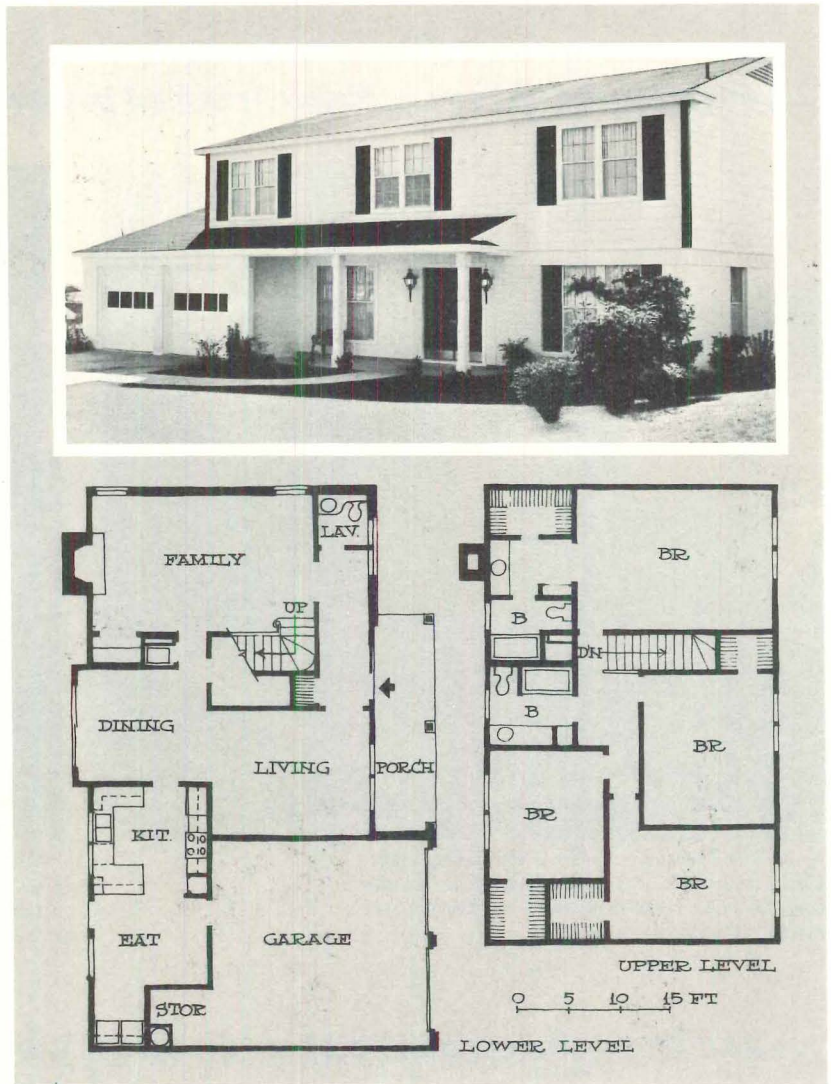 LAV.
FAMILY
UP
DINING
LIVING
PORCH
KIT.
EAT
GARAGE
STOR
LOWER LEVEL
BR
B
D'N
B
BR
BR
BR
UPPER LEVEL
0 5 10 15 FT